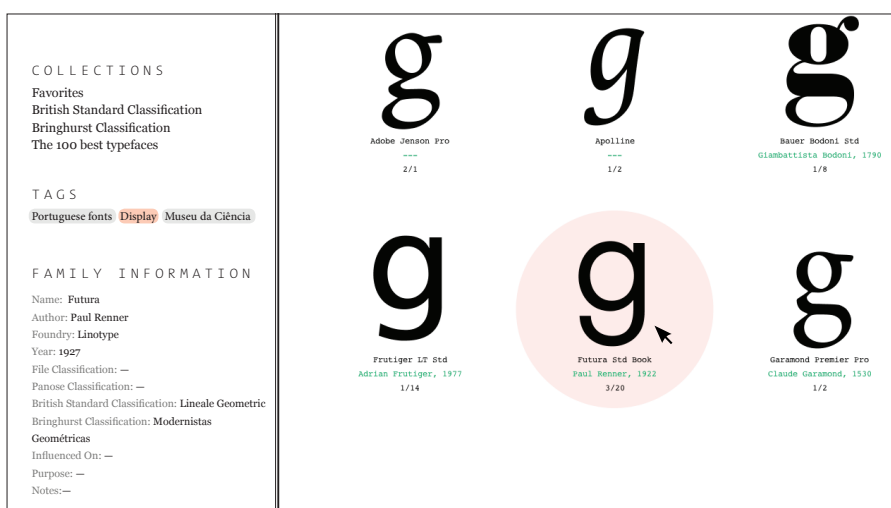 COLLECTIONS
Favorites
British Standard Classification
Bringhurst Classification
The 100 best typefaces
TAGS
Portuguese fonts Display Museu da Ciência
FAMILY INFORMATION
Name: Futura
Author: Paul Renner
Foundry: Linotype
Year: 1927
File Classification: —
Panose Classification: —
British Standard Classification: Lineale Geometric
Bringhurst Classification: Modernistas
Geométricas
Influenced On: —
Purpose: —
Notes:—
g g g
Adobe Jenson Pro Apolline Bauer Bodoni Std
--- --- Giambattista Bodoni, 1790
2/1 1/2 1/8
g g g
Frutiger LT Std Futura Std Book Garamond Premier Pro
Adrian Frutiger, 1977 Paul Renner, 1922 Claude Garamond, 1530
1/14 3/20 1/2